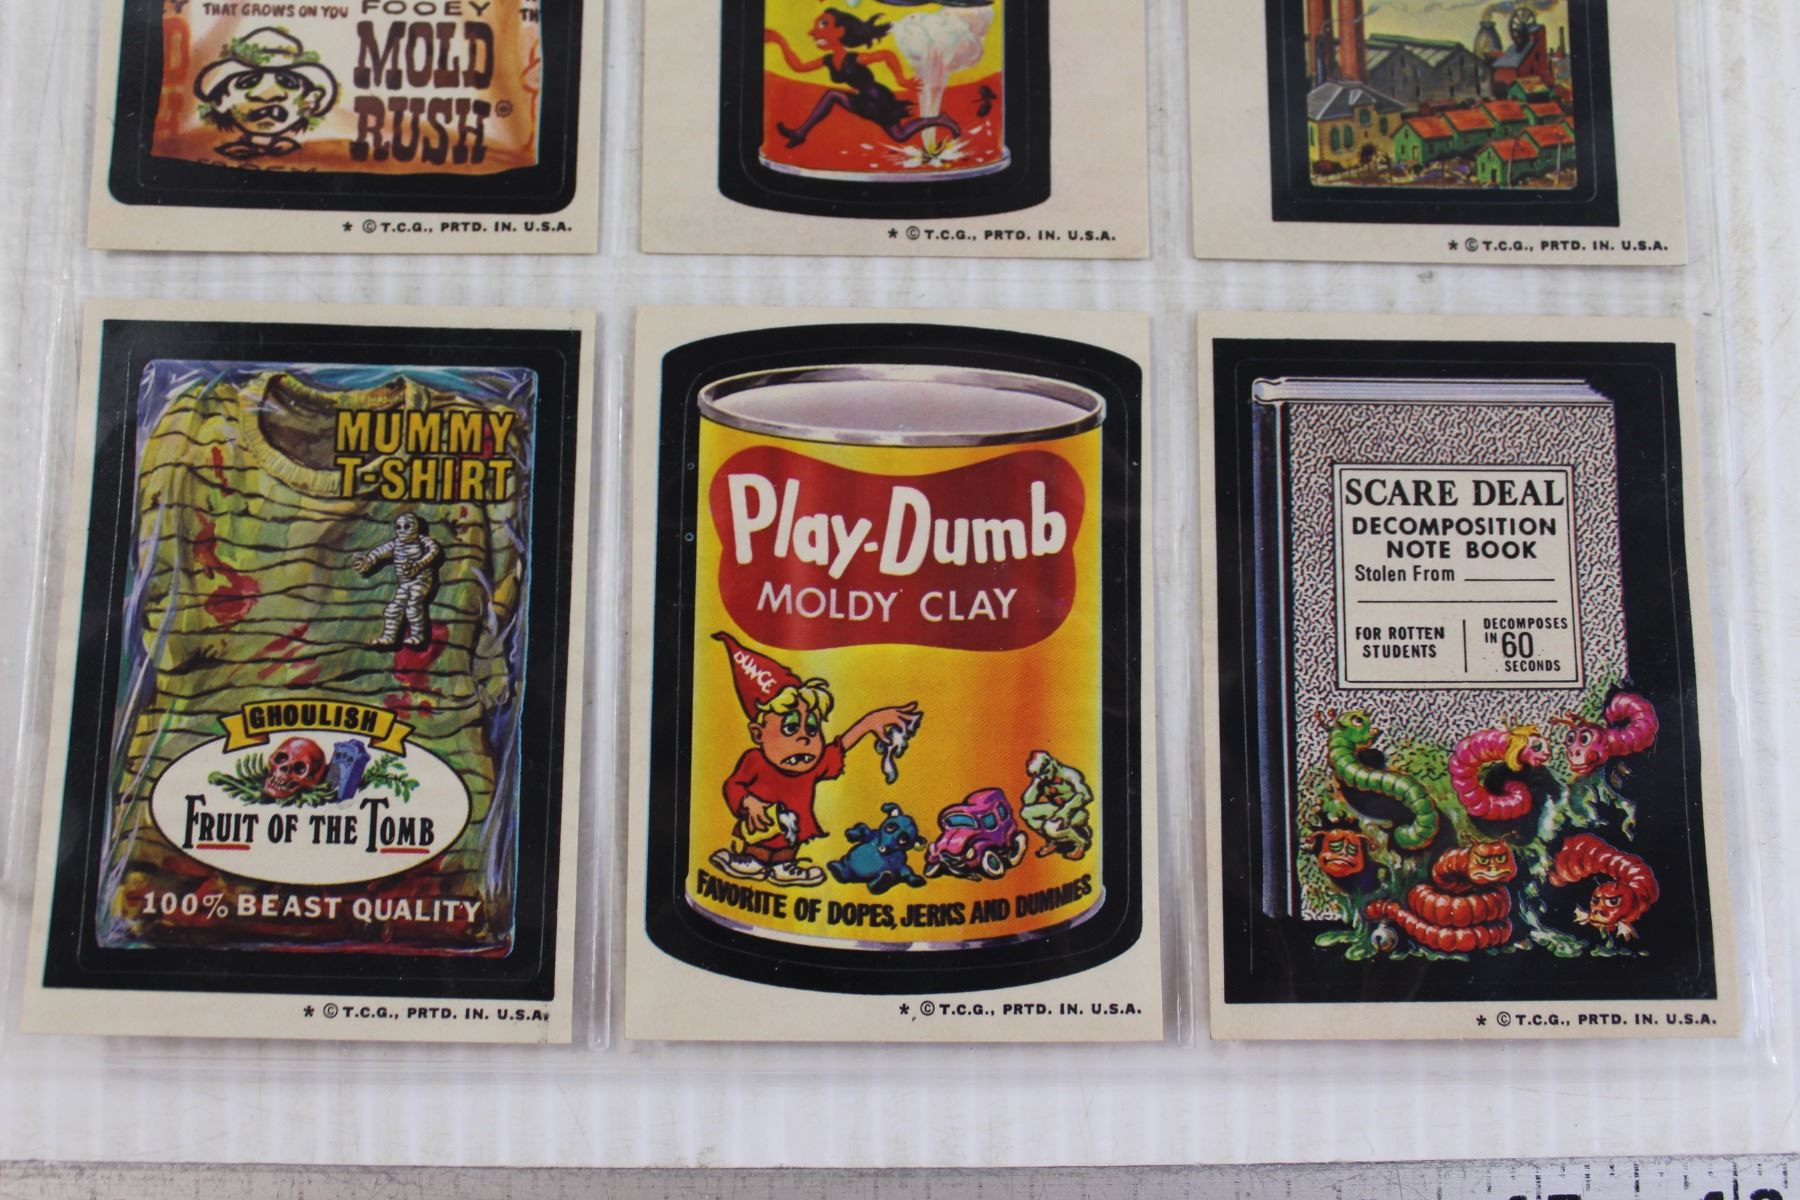 THAT GROWS ON YOU
FOOEY
MOLD
RUSH
* © T.C.G., PRTD. IN. U.S.A.
* © T.C.G., PRTD. IN. U.S.A.
* © T.C.G., PRTD. IN. U.S.A.
MUMMY
T-SHIRT
GHOULISH
FRUIT OF THE TOMB
100% BEAST QUALITY
* © T.C.G., PRTD. IN. U.S.A.
Play-Dumb
MOLDY CLAY
DUNCE
FAVORITE OF DOPES, JERKS AND DUMMIES
* © T.C.G., PRTD. IN. U.S.A.
SCARE DEAL
DECOMPOSITION
NOTE BOOK
Stolen From
FOR ROTTEN
STUDENTS
DECOMPOSES
IN 60
SECONDS
* © T.C.G., PRTD. IN. U.S.A.